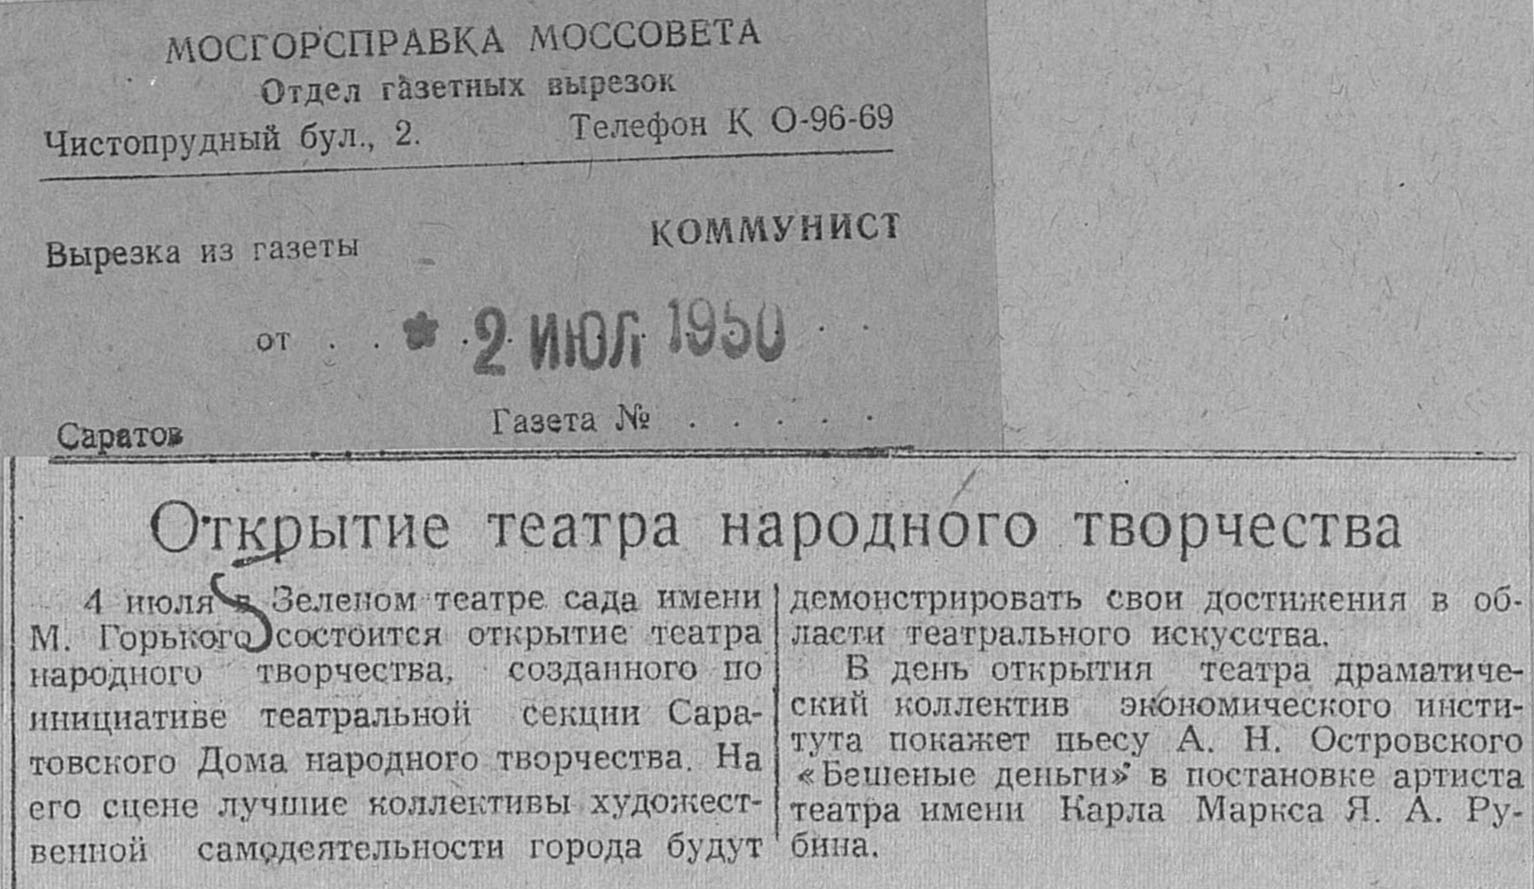 МОСГОРСПРАВКА МОССОВЕТА
Отдел газетных вырезок
Чистопрудный бул., 2. Телефон К 0-96-69
Вырезка из газеты КОММУНИСТ
от . . 2 ИЮЛ 1950 . .
Саратов Газета № . . . . .
Открытие театра народного творчества
4 июля в Зеленом театре сада имени
М. Горького состоится открытие театра
народного творчества, созданного по
инициативе театральной секции Сара-
товского Дома народного творчества. На
его сцене лучшие коллективы художест-
венной самодеятельности города будут
демонстрировать свои достижения в об-
ласти театрального искусства.
В день открытия театра драматиче-
ский коллектив экономического инсти-
тута покажет пьесу А. Н. Островского
«Бешеные деньги» в постановке артиста
театра имени Карла Маркса Я. А. Ру-
бина.